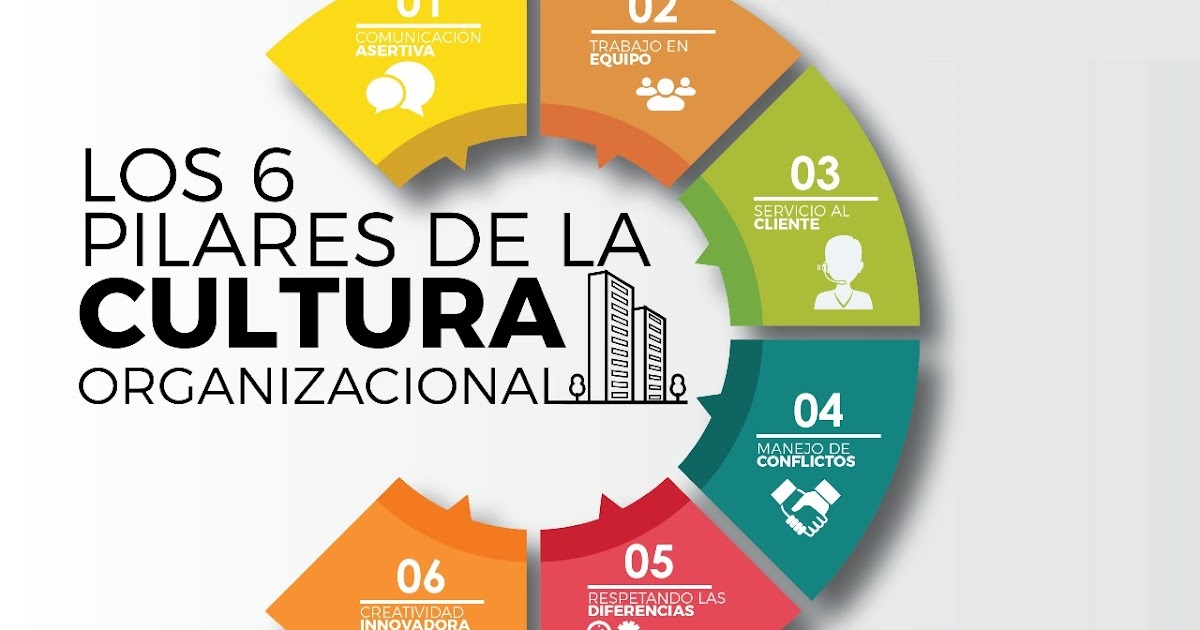 LOS 6
PILARES DE LA
CULTURA
ORGANIZACIONAL
01
COMUNICACIÓN
ASERTIVA
02
TRABAJO EN
EQUIPO
03
SERVICIO AL
CLIENTE
04
MANEJO DE
CONFLICTOS
05
RESPETANDO LAS
DIFERENCIAS
06
CREATIVIDAD
INNOVADORA